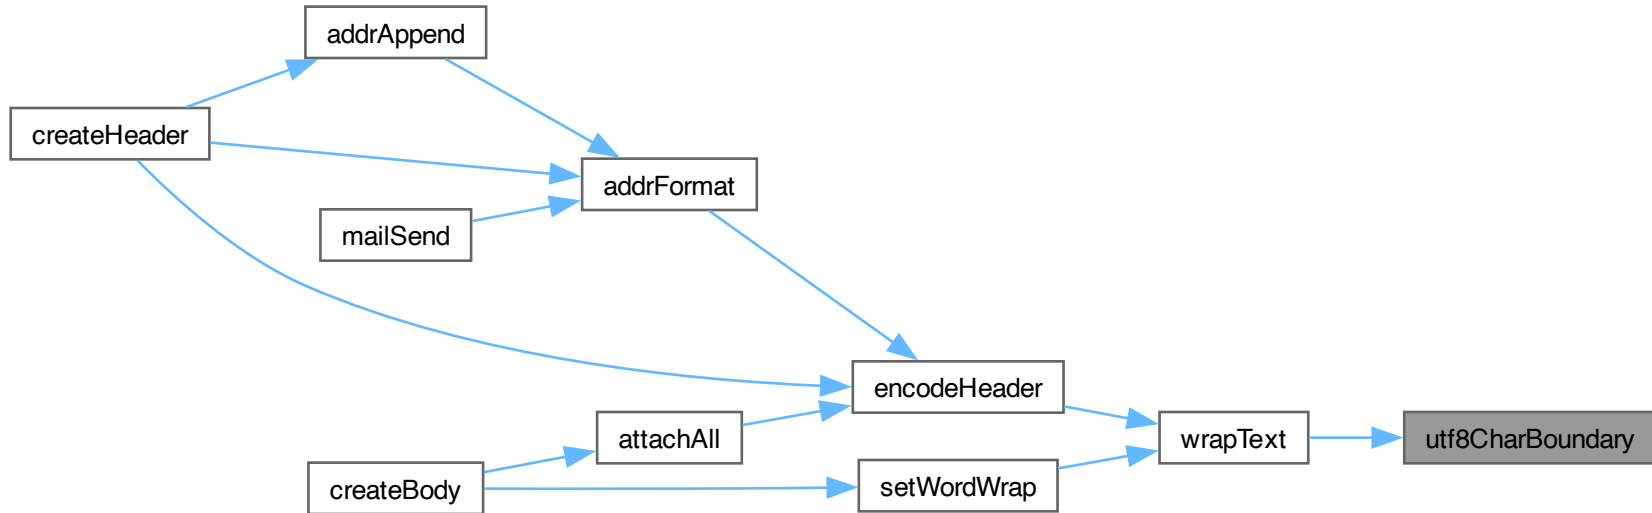 addrAppend
createHeader
addrFormat
mailSend
encodeHeader
attachAll
wrapText
utf8CharBoundary
createBody
setWordWrap